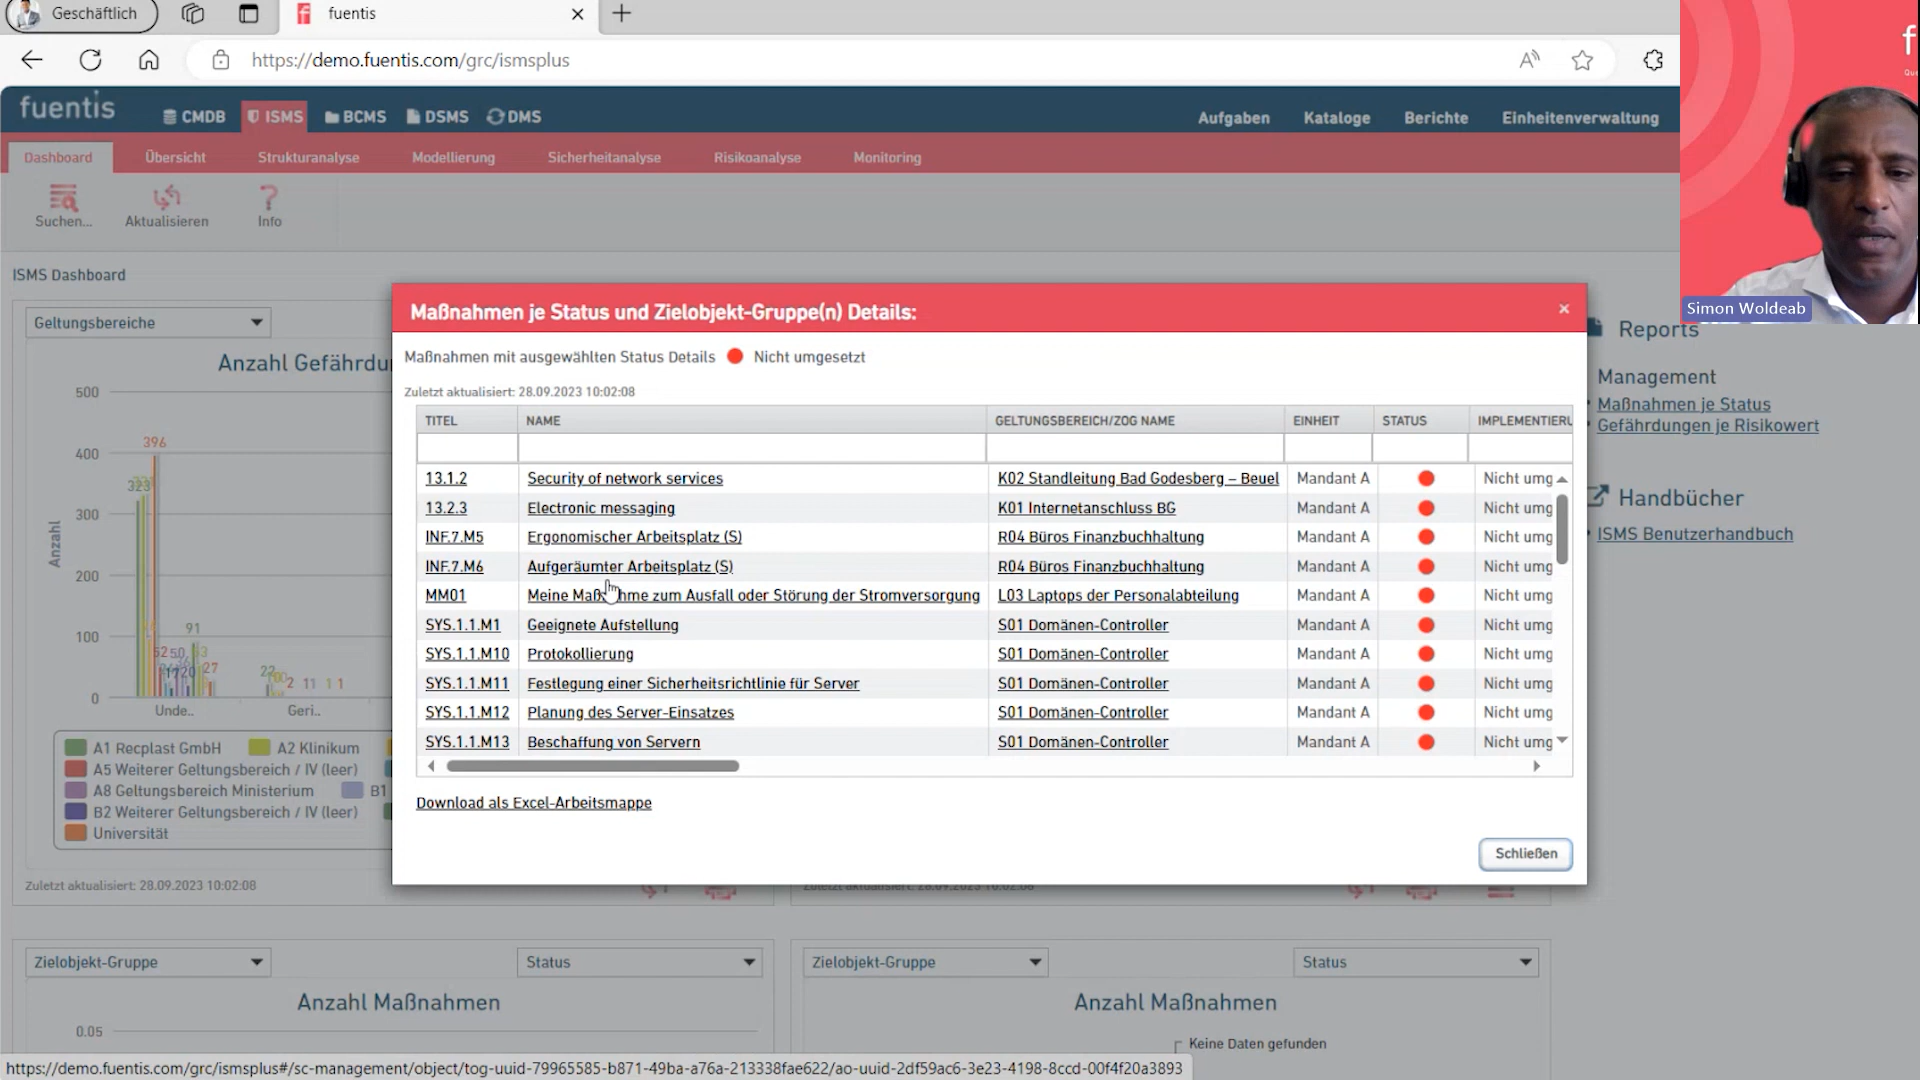 Geschäftlich
fuentis
https://demo.fuentis.com/grc/ismsplus
fuentis CMDB ISMS BCMS DSMS DMS
Aufgaben Kataloge Berichte Einheitenverwaltung
Dashboard Übersicht Strukturanalyse Modellierung Sicherheitanalyse Risikoanalyse Monitoring
Suchen... Aktualisieren Info
Simon Woldeab
ISMS Dashboard
Geltungsbereiche
Anzahl
500
400
300
200
100
0
396
323
91
27
Unde..
Geri..
A1 Recplast GmbH A2 Klinikum
A5 Weiterer Geltungsbereich / IV (leer)
A8 Geltungsbereich Ministerium B1
B2 Weiterer Geltungsbereich / IV (leer)
Universität
Zuletzt aktualisiert: 28.09.2023 10:02:08
Maßnahmen je Status und Zielobjekt-Gruppe(n) Details:
Maßnahmen mit ausgewählten Status Details Nicht umgesetzt
Zuletzt aktualisiert: 28.09.2023 10:02:08
TITEL NAME GELTUNGSBEREICH/ZOG NAME EINHEIT STATUS IMPLEMENTIERU
13.1.2 Security of network services K02 Standleitung Bad Godesberg – Beuel Mandant A Nicht umg
13.2.3 Electronic messaging K01 Internetanschluss BG Mandant A Nicht umg
INF.7.M5 Ergonomischer Arbeitsplatz (S) R04 Büros Finanzbuchhaltung Mandant A Nicht umg
INF.7.M6 Aufgeräumter Arbeitsplatz (S) R04 Büros Finanzbuchhaltung Mandant A Nicht umg
MM01 Meine Maßnahme zum Ausfall oder Störung der Stromversorgung L03 Laptops der Personalabteilung Mandant A Nicht umg
SYS.1.1.M1 Geeignete Aufstellung S01 Domänen-Controller Mandant A Nicht umg
SYS.1.1.M10 Protokollierung S01 Domänen-Controller Mandant A Nicht umg
SYS.1.1.M11 Festlegung einer Sicherheitsrichtlinie für Server S01 Domänen-Controller Mandant A Nicht umg
SYS.1.1.M12 Planung des Server-Einsatzes S01 Domänen-Controller Mandant A Nicht umg
SYS.1.1.M13 Beschaffung von Servern S01 Domänen-Controller Mandant A Nicht umg
Download als Excel-Arbeitsmappe
Schließen
Reports
Management
Maßnahmen je Status
Gefährdungen je Risikowert
Handbücher
ISMS Benutzerhandbuch
Zielobjekt-Gruppe Status Zielobjekt-Gruppe Status
Anzahl Maßnahmen Anzahl Maßnahmen
0.05
Keine Daten gefunden
https://demo.fuentis.com/grc/ismsplus#/sc-management/object/tog-uuid-79965585-b871-49ba-a76a-213338fae622/ao-uuid-2df59ac6-3e23-4198-8ccd-00f4f20a3893